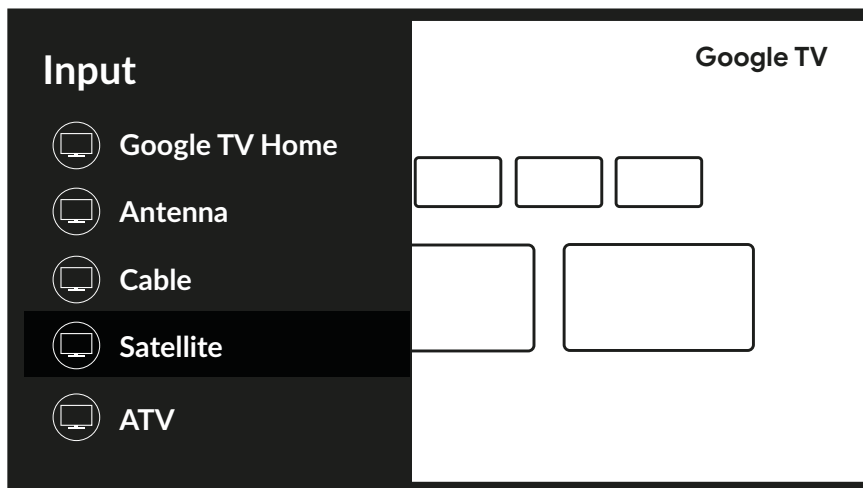 Input
Google TV
Google TV Home
Antenna
Cable
Satellite
ATV